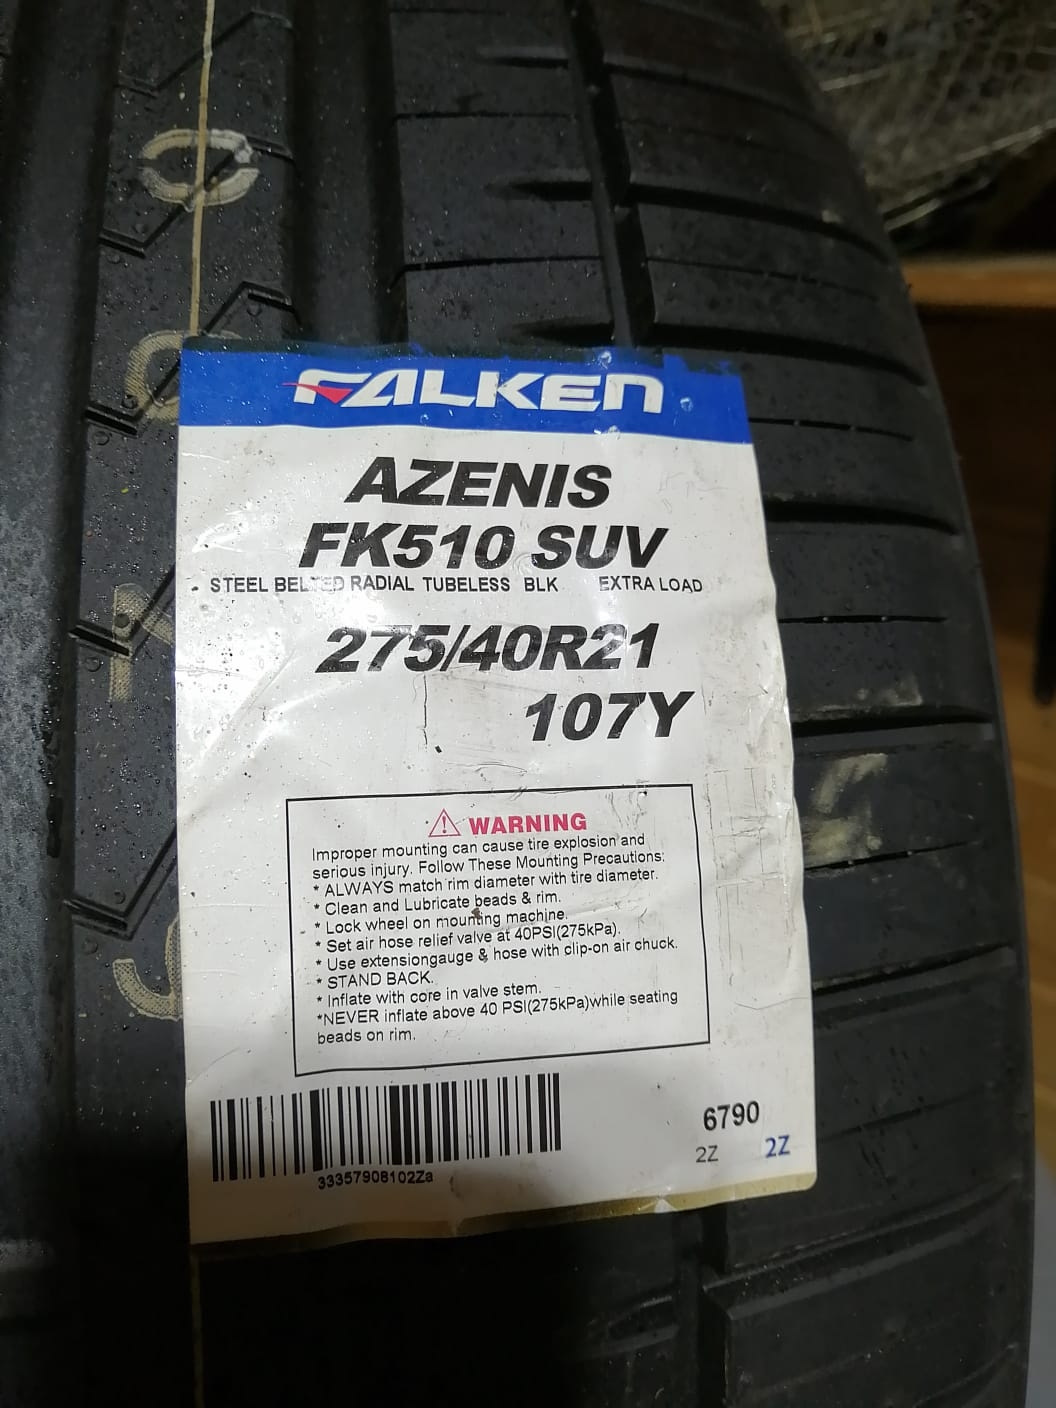 FALKEN
AZENIS
FK510 SUV
STEEL BELTED RADIAL TUBELESS BLK EXTRA LOAD
275/40R21
107Y
WARNING
Improper mounting can cause tire explosion and
serious injury. Follow These Mounting Precautions:
* ALWAYS match rim diameter with tire diameter.
* Clean and Lubricate beads & rim.
* Lock wheel on mounting machine.
* Set air hose relief valve at 40PSI(275kPa).
* Use extensiongauge & hose with clip-on air chuck.
* STAND BACK.
* Inflate with core in valve stem.
*NEVER inflate above 40 PSI(275kPa)while seating
beads on rim.
33357908102Za
6790
2Z 2Z